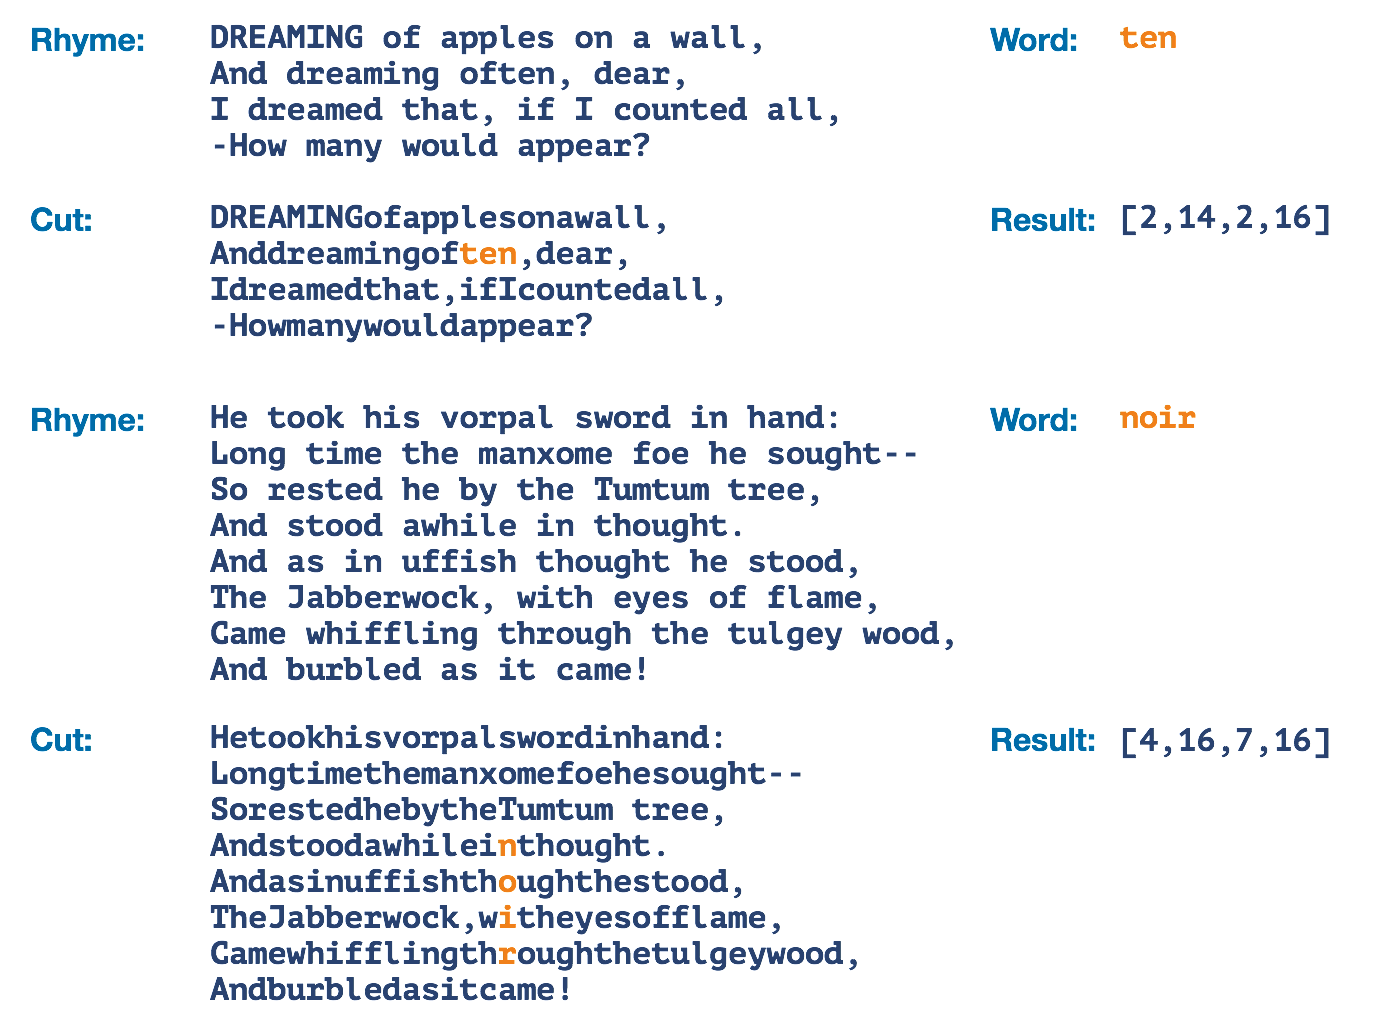 Rhyme: DREAMING of apples on a wall, Word: ten
And dreaming often, dear,
I dreamed that, if I counted all,
-How many would appear?
Cut: DREAMINGofapplesonawall, Result: [2,14,2,16]
Anddreamingoften,dear,
Idreamedthat,ifIcountedall,
-Howmanywouldappear?
Rhyme: He took his vorpal sword in hand: Word: noir
Long time the manxome foe he sought--
So rested he by the Tumtum tree,
And stood awhile in thought.
And as in uffish thought he stood,
The Jabberwock, with eyes of flame,
Came whiffling through the tulgey wood,
And burbled as it came!
Cut: Hetookhisvorpalswordinhand: Result: [4,16,7,16]
Longtimethemanxomefoehesought--
SorestedhebytheTumtum tree,
Andstoodawhileinthought.
Andasinuffishthoughthestood,
TheJabberwock,witheyesofflame,
Camewhifflingthroughthetulgeywood,
Andburbledasitcame!